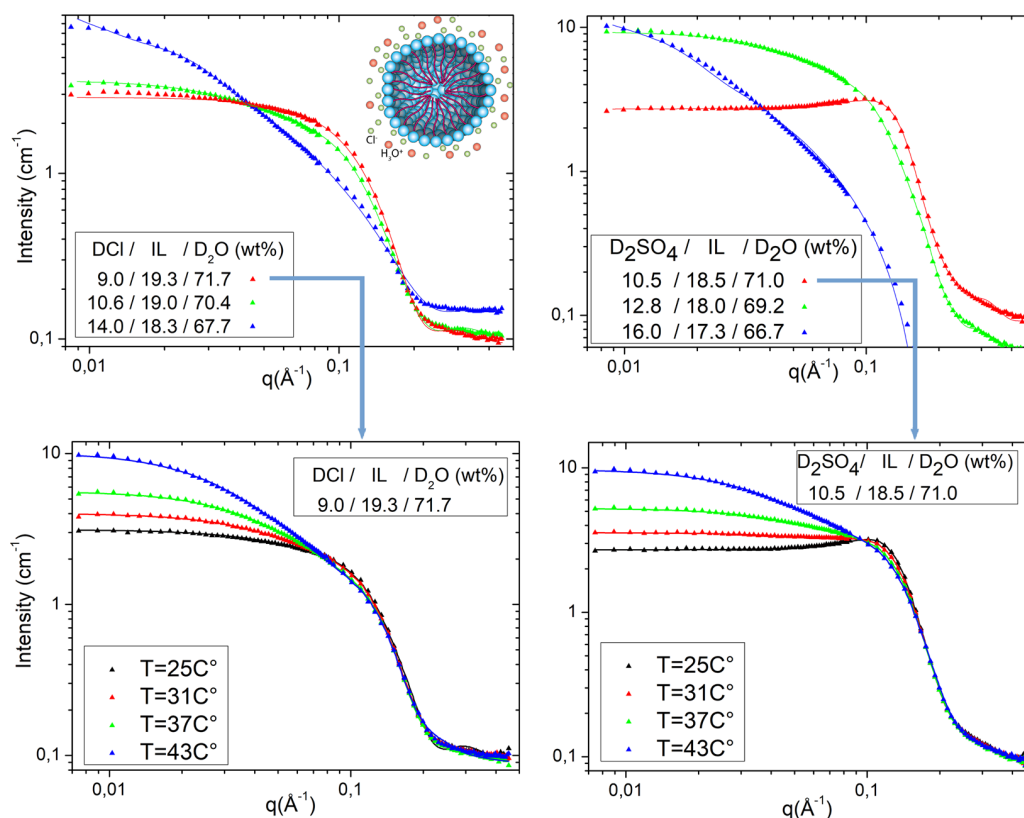 10
1
0,1
Intensity (cm-1)
0,01
0,1
q(Å-1)
Cl-
H3O+
DCl / IL / D2O (wt%)
9.0 / 19.3 / 71.7
10.6 / 19.0 / 70.4
14.0 / 18.3 / 67.7
10
1
0,1
0,01
0,1
q(Å-1)
D2SO4/ IL / D2O (wt%)
10.5 / 18.5 / 71.0
12.8 / 18.0 / 69.2
16.0 / 17.3 / 66.7
10
1
0,1
Intensity (cm-1)
0,01
0,1
q(Å-1)
DCl / IL / D2O (wt%)
9.0 / 19.3 / 71.7
T=25C°
T=31C°
T=37C°
T=43C°
10
1
0,1
0,01
0,1
q(Å-1)
D2SO4/ IL / D2O (wt%)
10.5 / 18.5 / 71.0
T=25C°
T=31C°
T=37C°
T=43C°